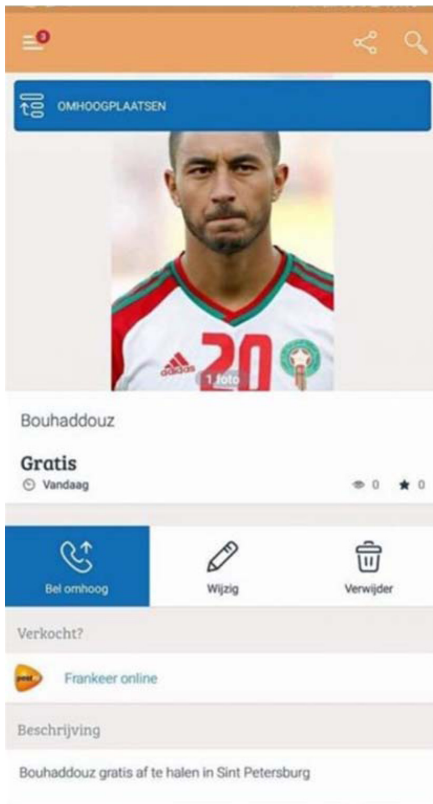 3
OMHOOGPLAATSEN
adidas
20
1 foto
Bouhaddouz
Gratis
Vandaag
0
0
Bel omhoog
Wijzig
Verwijder
Verkocht?
Frankeer online
Beschrijving
Bouhaddouz gratis af te halen in Sint Petersburg